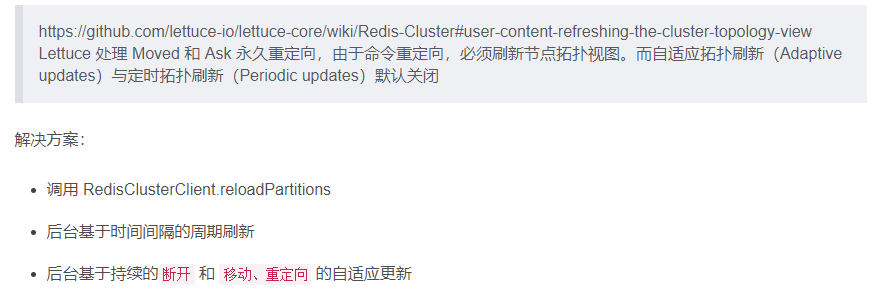 https://github.com/lettuce-io/lettuce-core/wiki/Redis-Cluster#user-content-refreshing-the-cluster-topology-view
Lettuce 处理 Moved 和 Ask 永久重定向，由于命令重定向，必须刷新节点拓扑视图。而自适应拓扑刷新（Adaptive
updates）与定时拓扑刷新（Periodic updates）默认关闭
解决方案：
• 调用 RedisClusterClient.reloadPartitions
• 后台基于时间间隔的周期刷新
• 后台基于持续的 断开 和 移动、重定向 的自适应更新